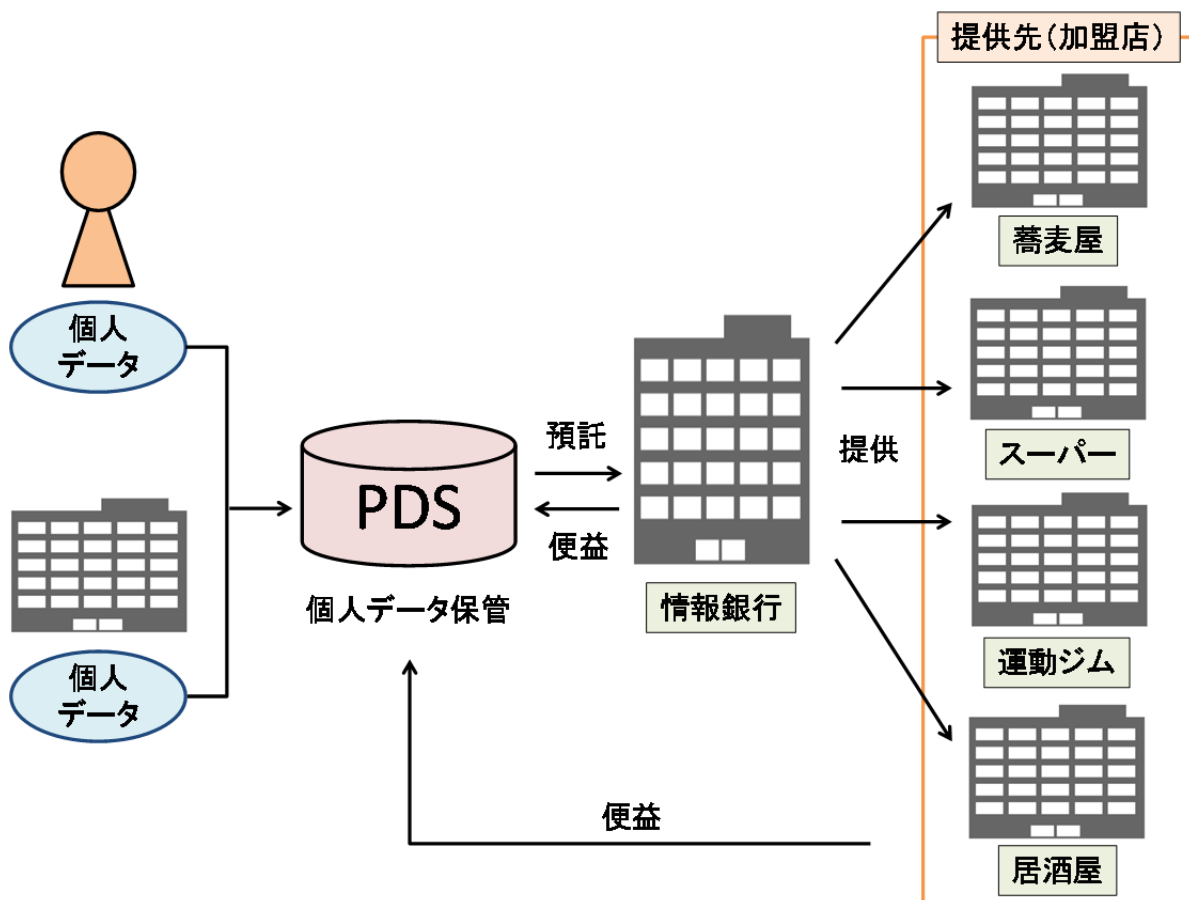 提供先(加盟店)
蕎麦屋
個人
データ
預託
提供
スーパー
PDS
便益
個人データ保管
情報銀行
運動ジム
個人
データ
便益
居酒屋